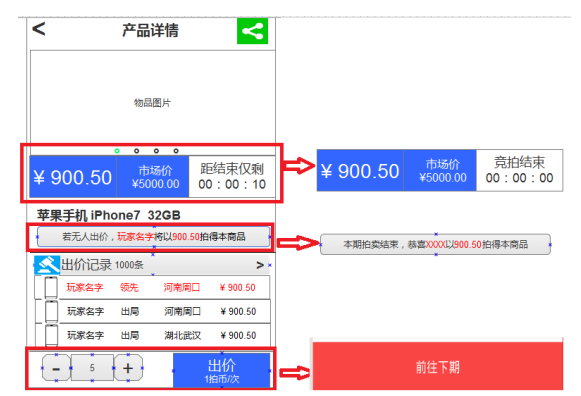 <
产品详情
物品图片
¥ 900.50
市场价
¥5000.00
距结束仅剩
00：00：10
¥ 900.50
市场价
¥5000.00
竞拍结束
00：00：00
苹果手机 iPhone7 32GB
若无人出价，玩家名字将以900.50拍得本商品
本期拍卖结束，恭喜XXXX以900.50拍得本商品
出价记录 1000条 >
玩家名字 领先 河南周口 ¥ 900.50
玩家名字 出局 河南周口 ¥ 900.50
玩家名字 出局 湖北武汉 ¥ 900.50
- 5 +
出价
1拍币/次
前往下期